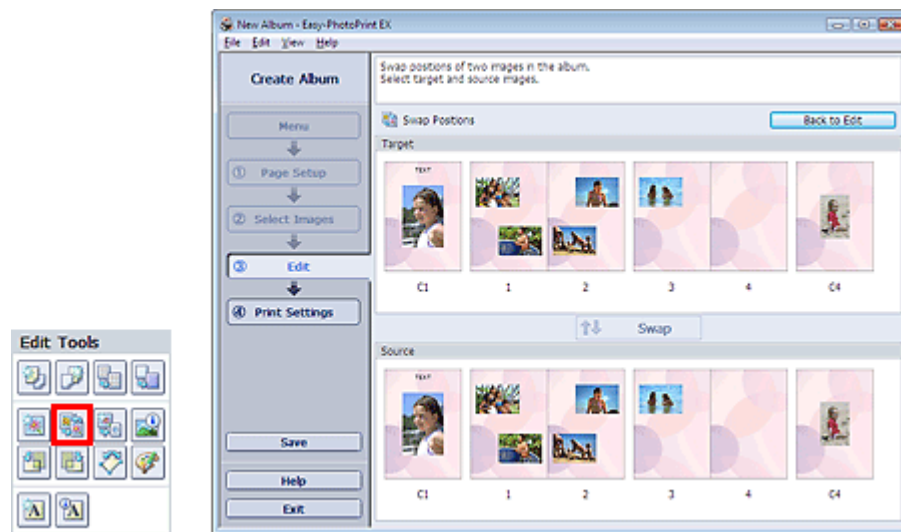 New Album - Easy-PhotoPrint EX
File Edit View Help
Create Album
Swap positions of two images in the album.
Select target and source images.
Menu
Swap Positions
Back to Edit
Target
① Page Setup
② Select Images
③ Edit
④ Print Settings
TEXT
C1 1 2 3 4 C4
Swap
Source
TEXT
C1 1 2 3 4 C4
Save
Help
Exit
Edit Tools
A A